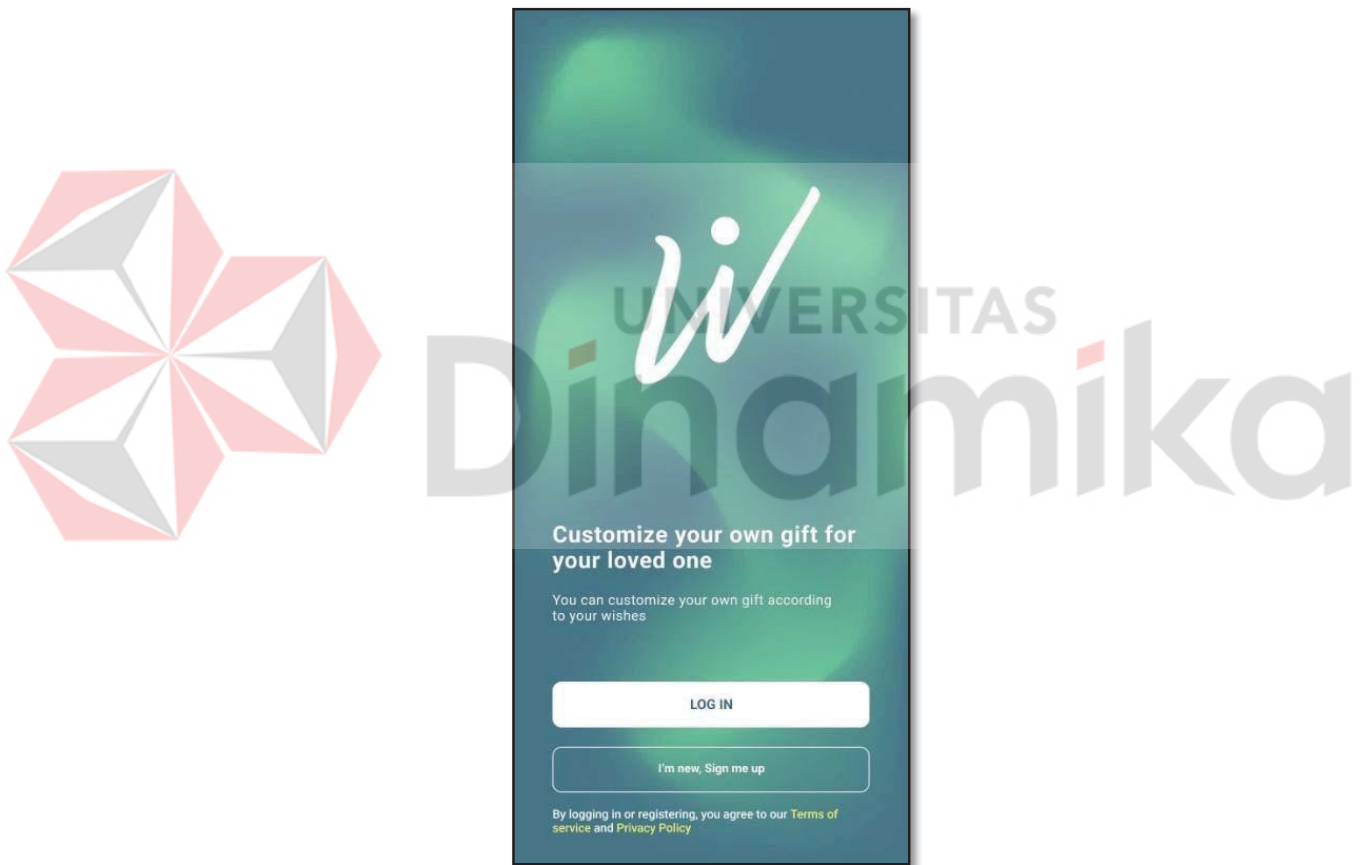 UNIVERSITAS
Dinamika
Customize your own gift for
your loved one
You can customize your own gift according
to your wishes
LOG IN
I'm new, Sign me up
By logging in or registering, you agree to our Terms of
service and Privacy Policy